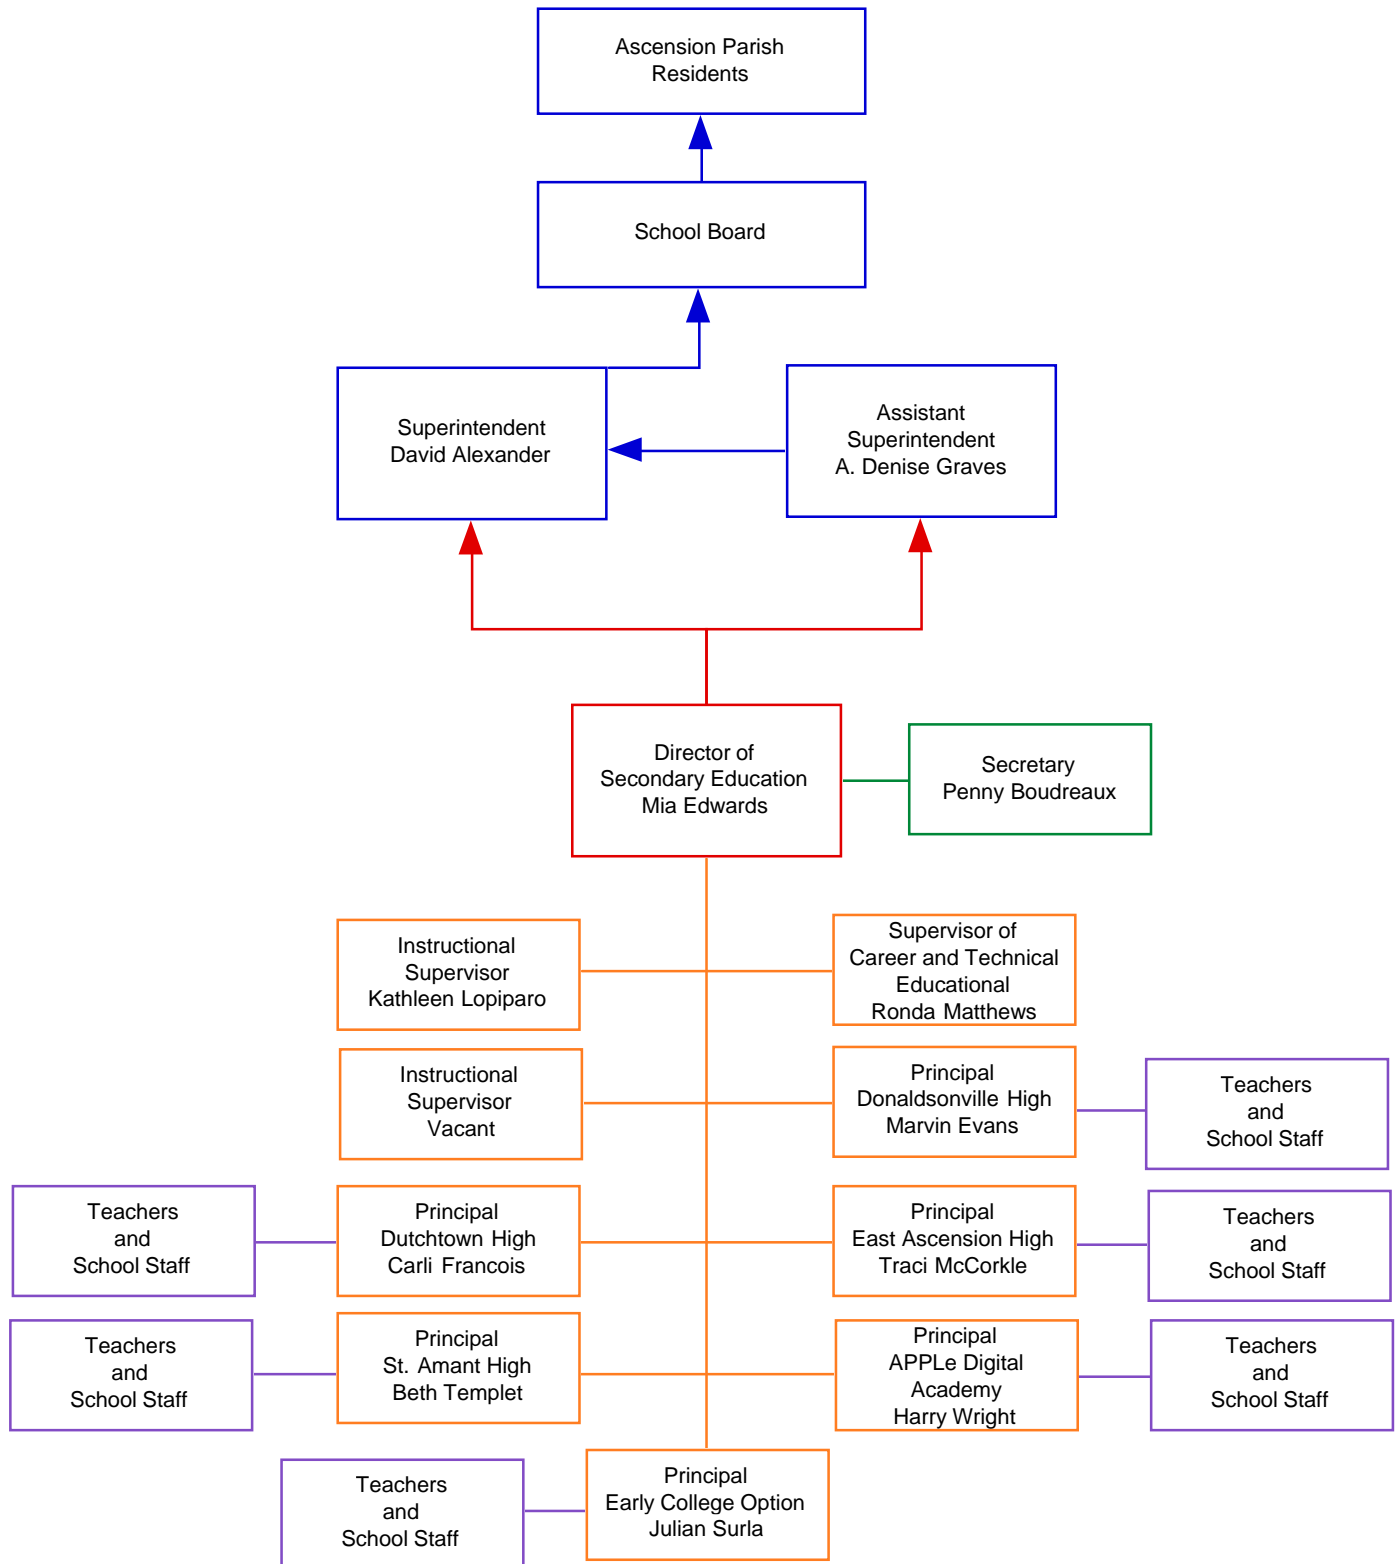 Ascension Parish
Residents
School Board
Superintendent
David Alexander
Assistant
Superintendent
A. Denise Graves
Director of
Secondary Education
Mia Edwards
Secretary
Penny Boudreaux
Instructional
Supervisor
Kathleen Lopiparo
Supervisor of
Career and Technical
Educational
Ronda Matthews
Instructional
Supervisor
Vacant
Principal
Donaldsonville High
Marvin Evans
Teachers
and
School Staff
Teachers
and
School Staff
Principal
Dutchtown High
Carli Francois
Principal
East Ascension High
Traci McCorkle
Teachers
and
School Staff
Teachers
and
School Staff
Principal
St. Amant High
Beth Templet
Principal
APPLe Digital
Academy
Harry Wright
Teachers
and
School Staff
Teachers
and
School Staff
Principal
Early College Option
Julian Surla